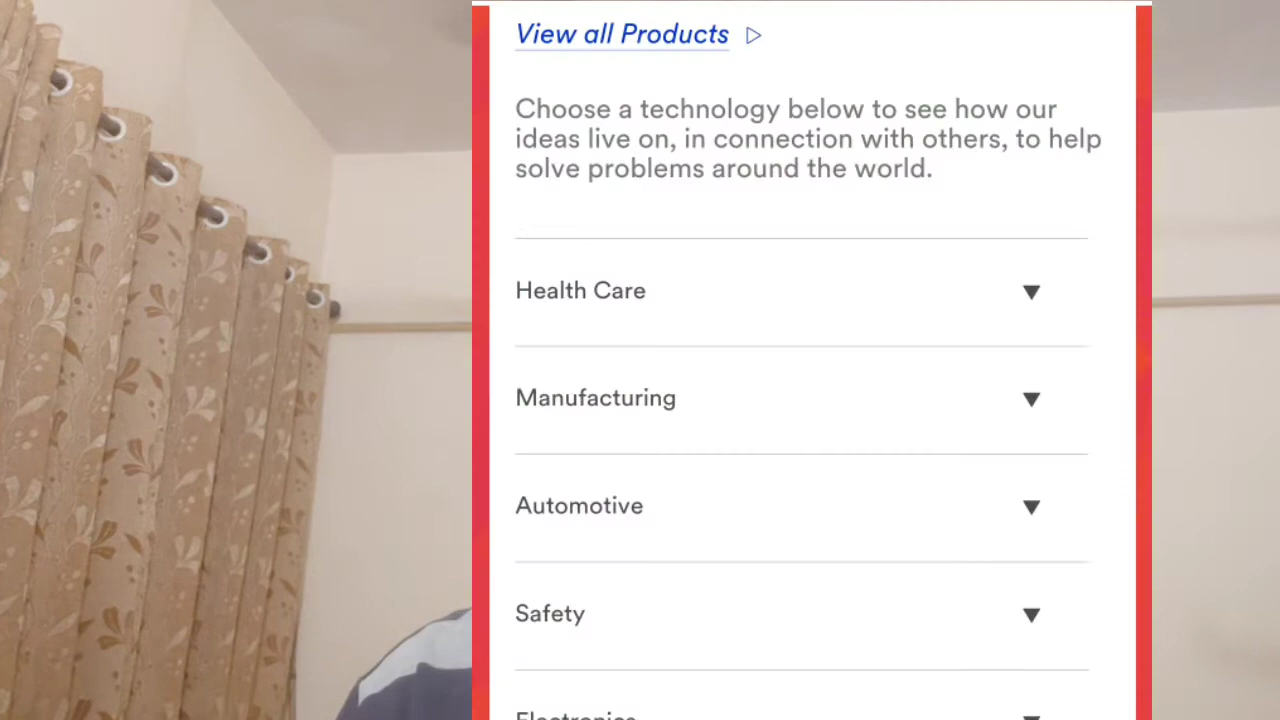 View all Products
Choose a technology below to see how our
ideas live on, in connection with others, to help
solve problems around the world.
Health Care
Manufacturing
Automotive
Safety
Electronics